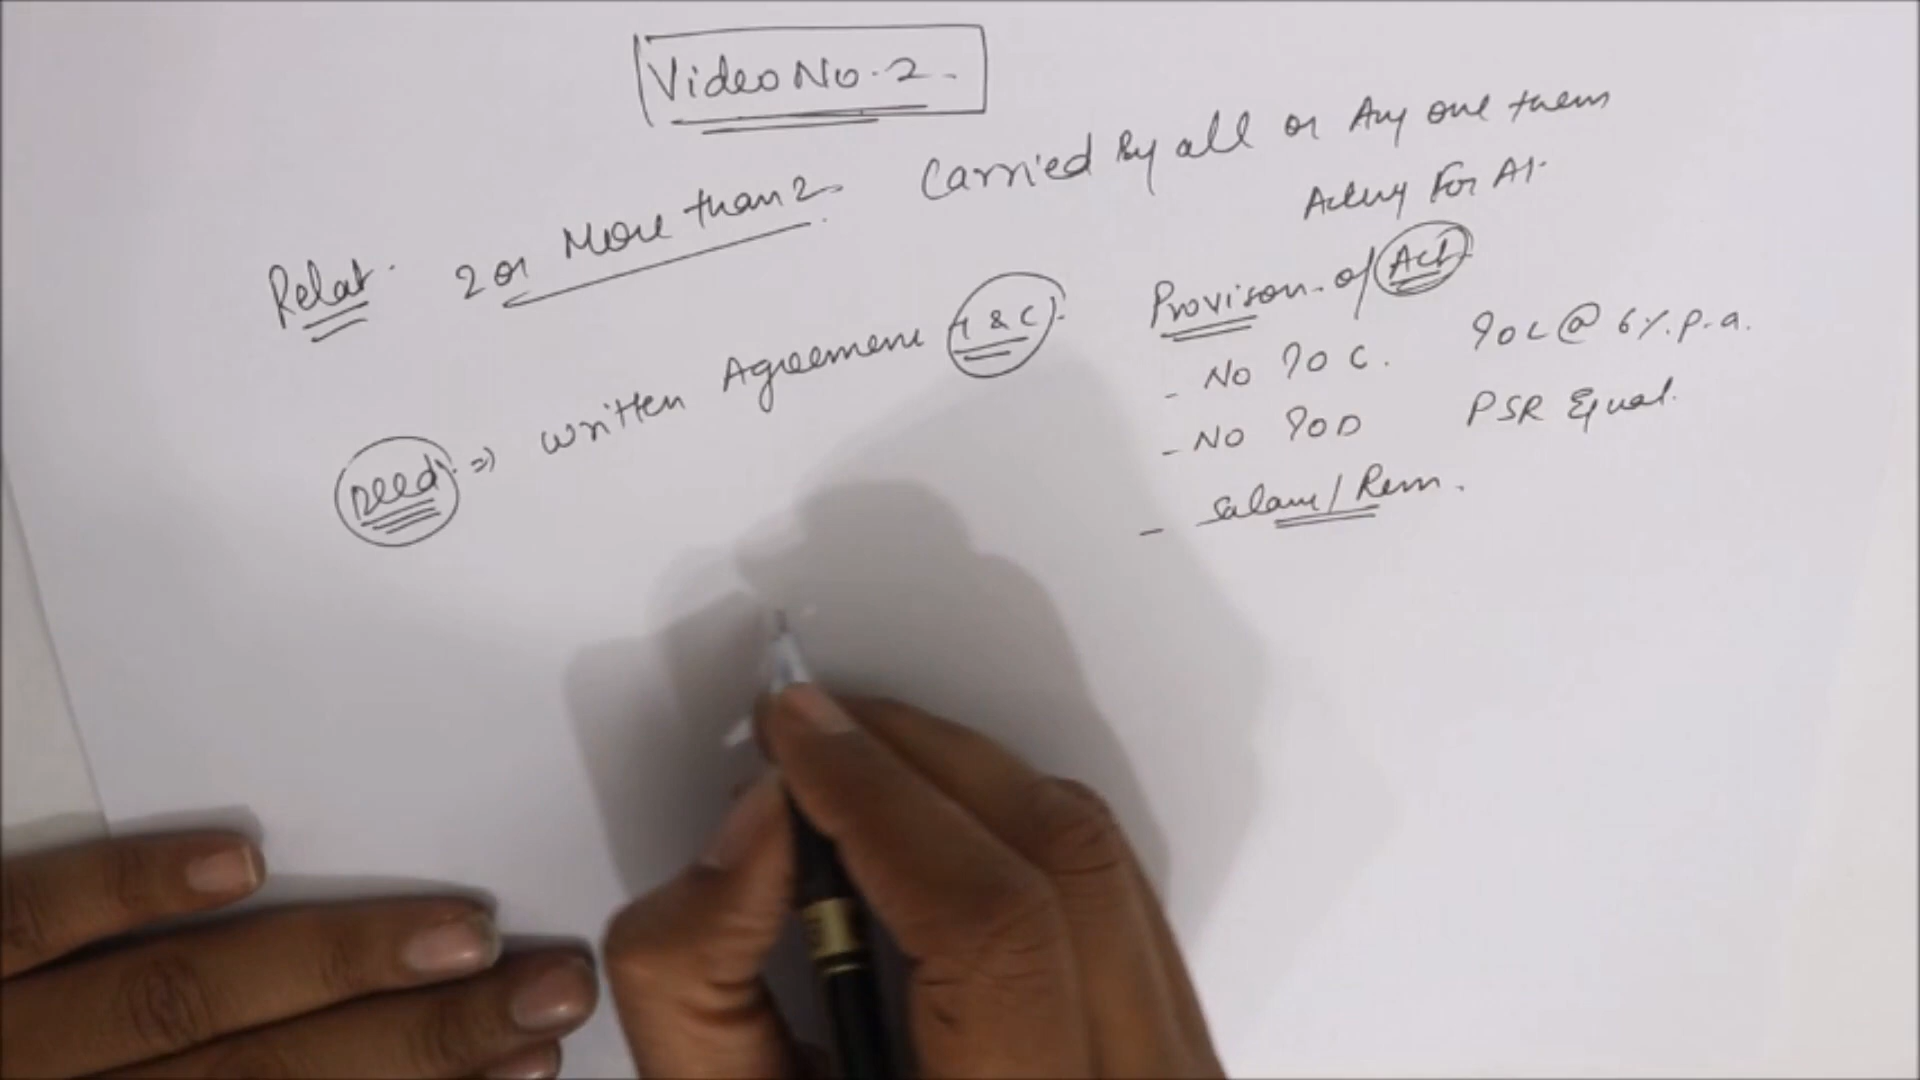 Video No. 2.
Relat. 2 or More than 2 Carried By all or Any one them
Acting For All.
Deed. => written Agreement T & C.
Provison. of Act
- No IOC. IOL @ 6%.p.a.
- No IOD PSR Equal.
- Salary/Rem.